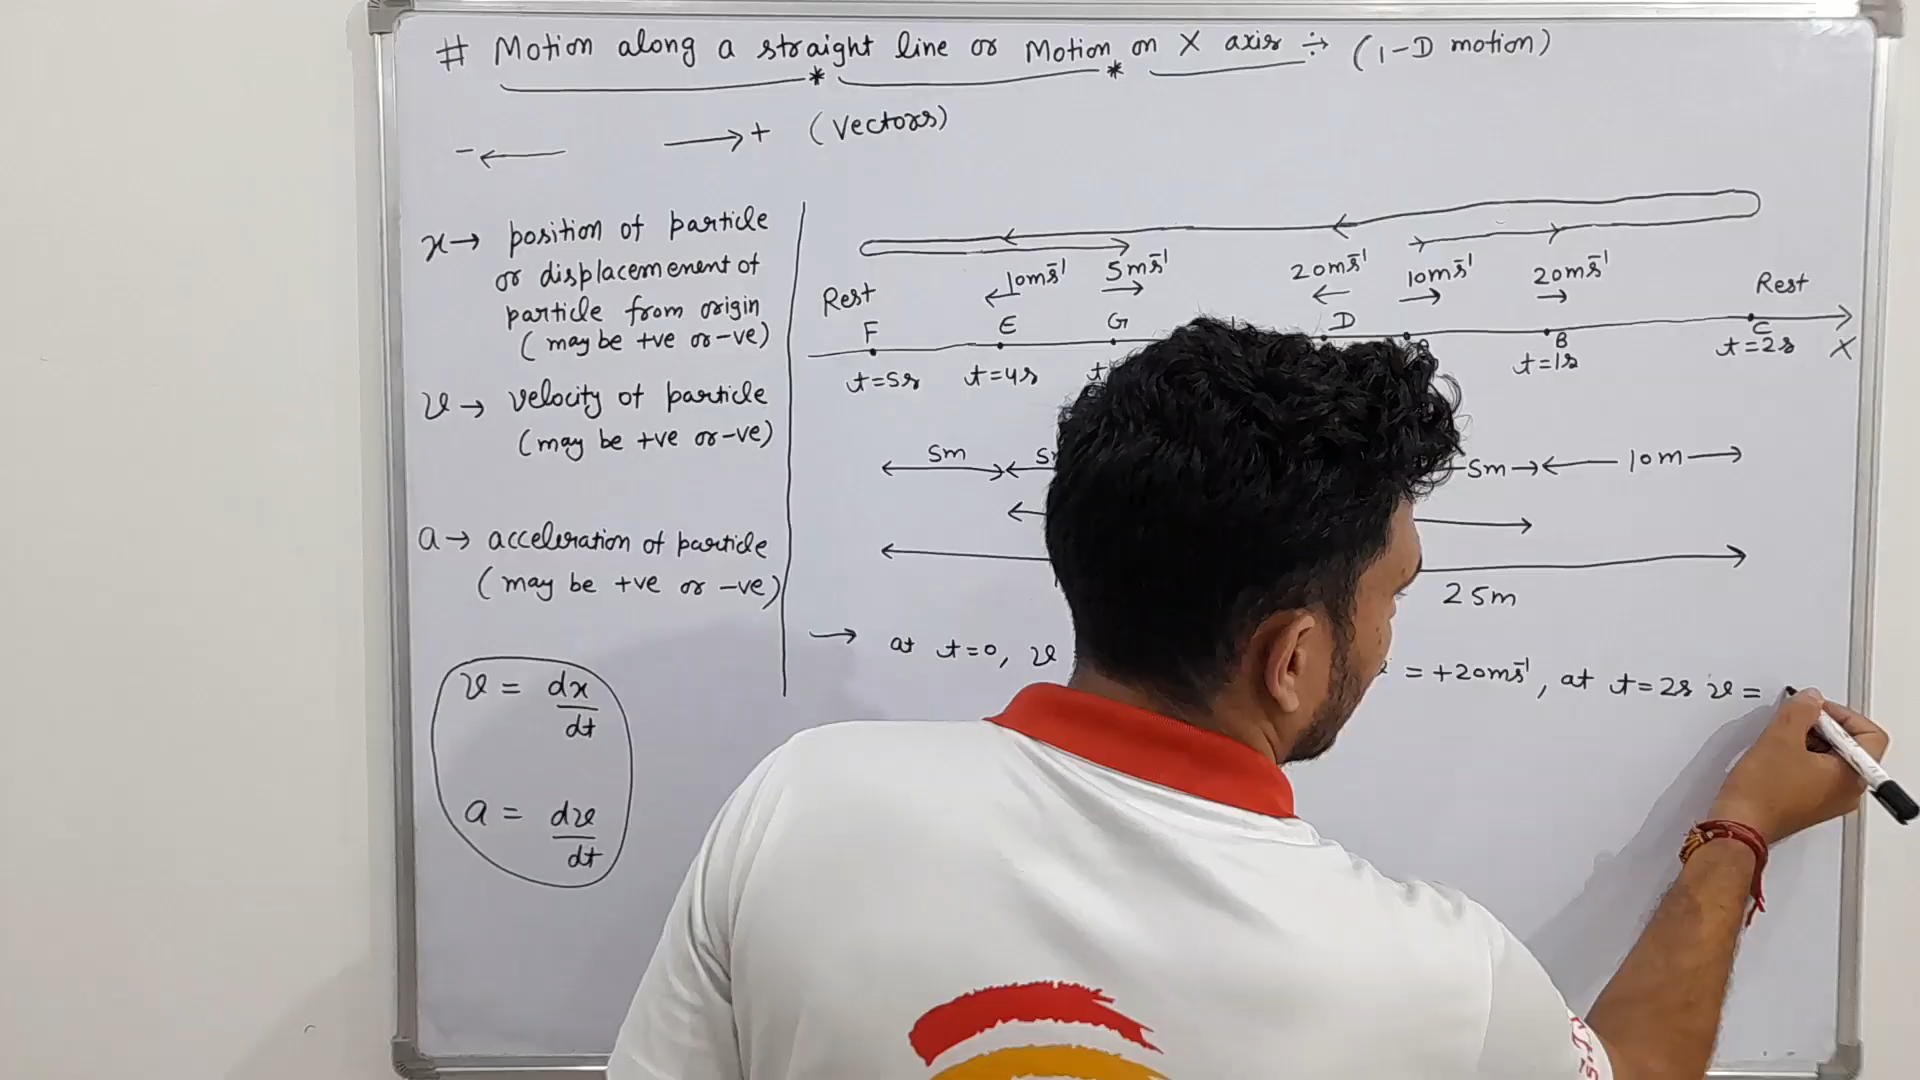 # Motion along a straight line or Motion on X axis ÷ (1-D motion)
- ← → + (Vectors)
x → position of particle
or displacemenent of
particle from origin
(may be +ve or -ve)
v → velocity of particle
(may be +ve or -ve)
a → acceleration of particle
(may be +ve or -ve)
v = dx/dt
a = dv/dt
10ms⁻¹ 5ms⁻¹ 20ms⁻¹ 10ms⁻¹ 20ms⁻¹
Rest Rest
F E G D B C
t=5s t=4s t=1s t=2s X
5m 5m 10m
25m
→ at t=0, v = +20ms⁻¹, at t=2s v =